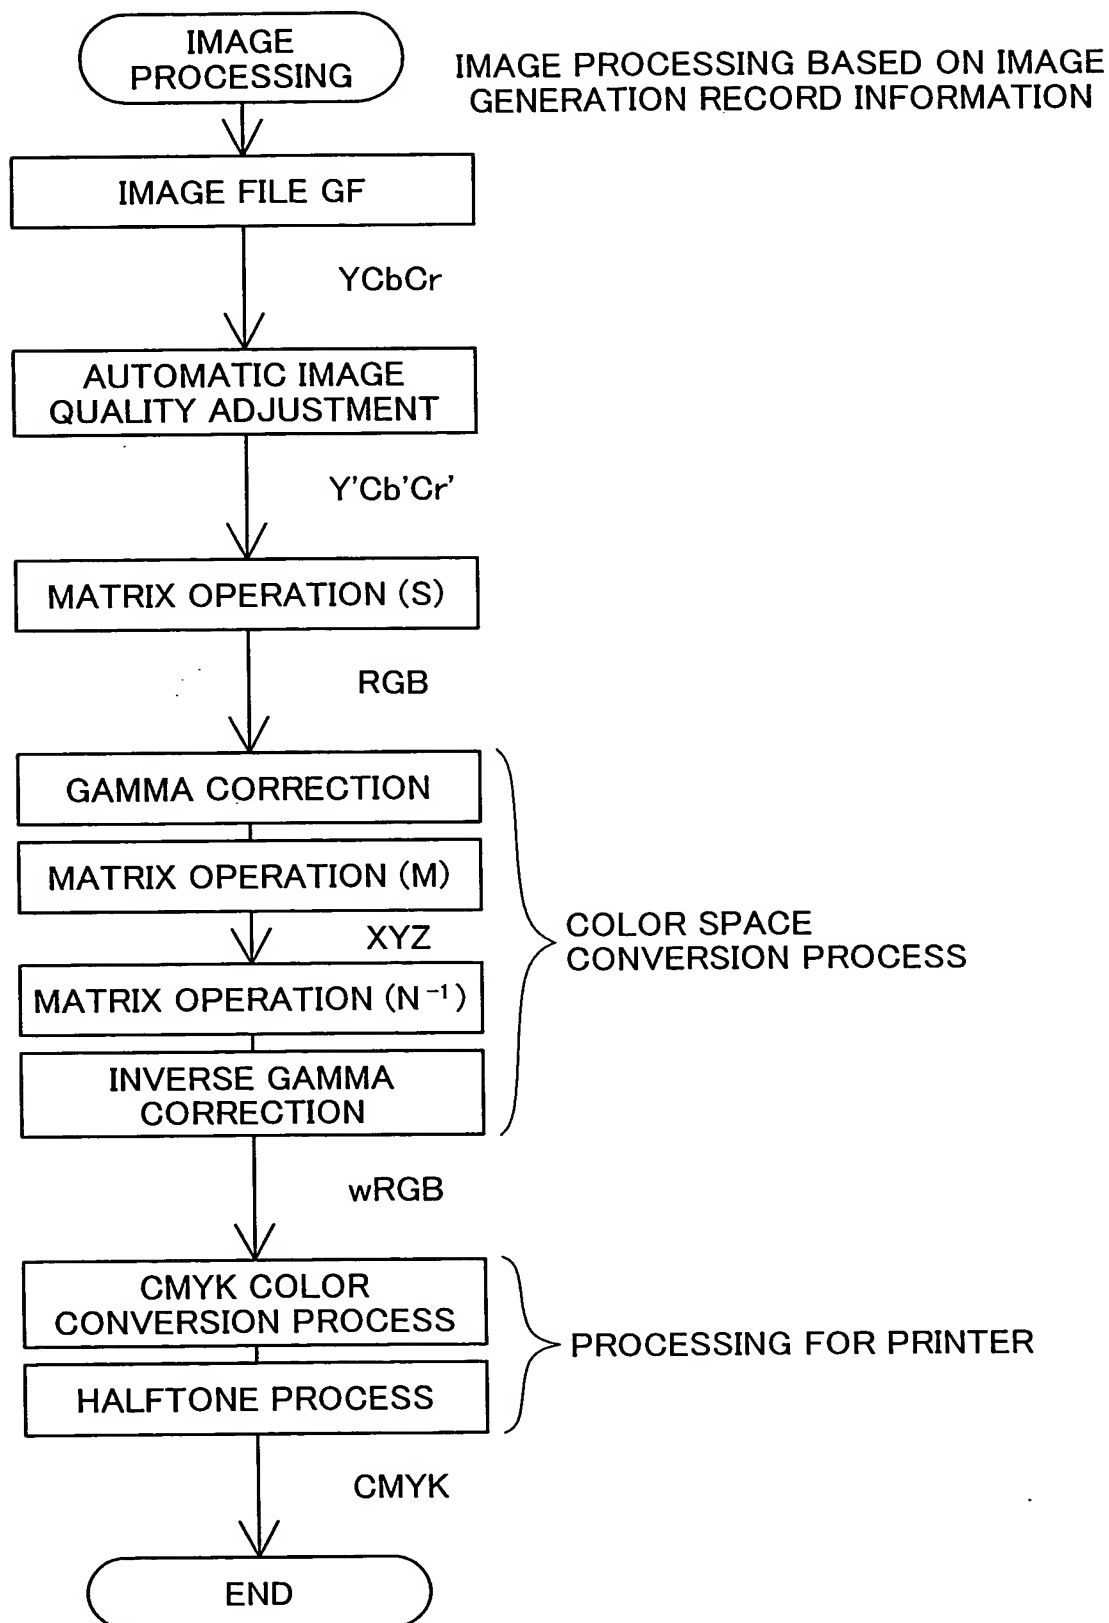 IMAGE
PROCESSING
IMAGE PROCESSING BASED ON IMAGE
GENERATION RECORD INFORMATION
IMAGE FILE GF
YCbCr
AUTOMATIC IMAGE
QUALITY ADJUSTMENT
Y'Cb'Cr'
MATRIX OPERATION (S)
RGB
GAMMA CORRECTION
MATRIX OPERATION (M)
XYZ
MATRIX OPERATION (N⁻¹)
INVERSE GAMMA
CORRECTION
COLOR SPACE
CONVERSION PROCESS
wRGB
CMYK COLOR
CONVERSION PROCESS
HALFTONE PROCESS
PROCESSING FOR PRINTER
CMYK
END